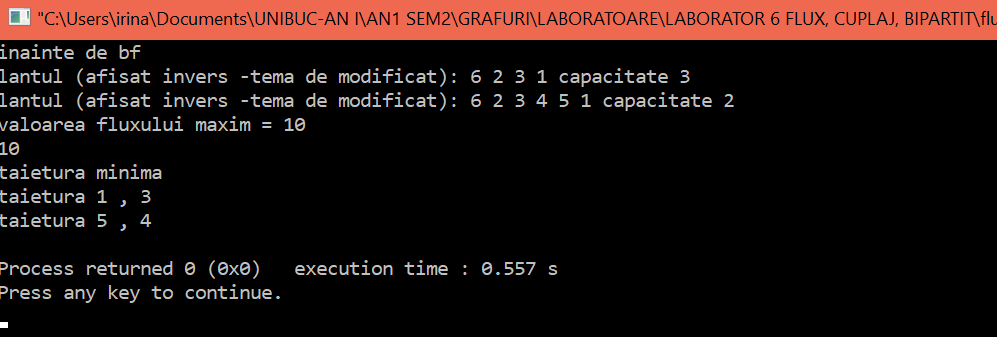 "C:\Users\irina\Documents\UNIBUC-AN I\AN1 SEM2\GRAFURI\LABORATOARE\LABORATOR 6 FLUX, CUPLAJ, BIPARTIT\flu
inainte de bf
lantul (afisat invers -tema de modificat): 6 2 3 1 capacitate 3
lantul (afisat invers -tema de modificat): 6 2 3 4 5 1 capacitate 2
valoarea fluxului maxim = 10
10
taietura minima
taietura 1 , 3
taietura 5 , 4
Process returned 0 (0x0)   execution time : 0.557 s
Press any key to continue.